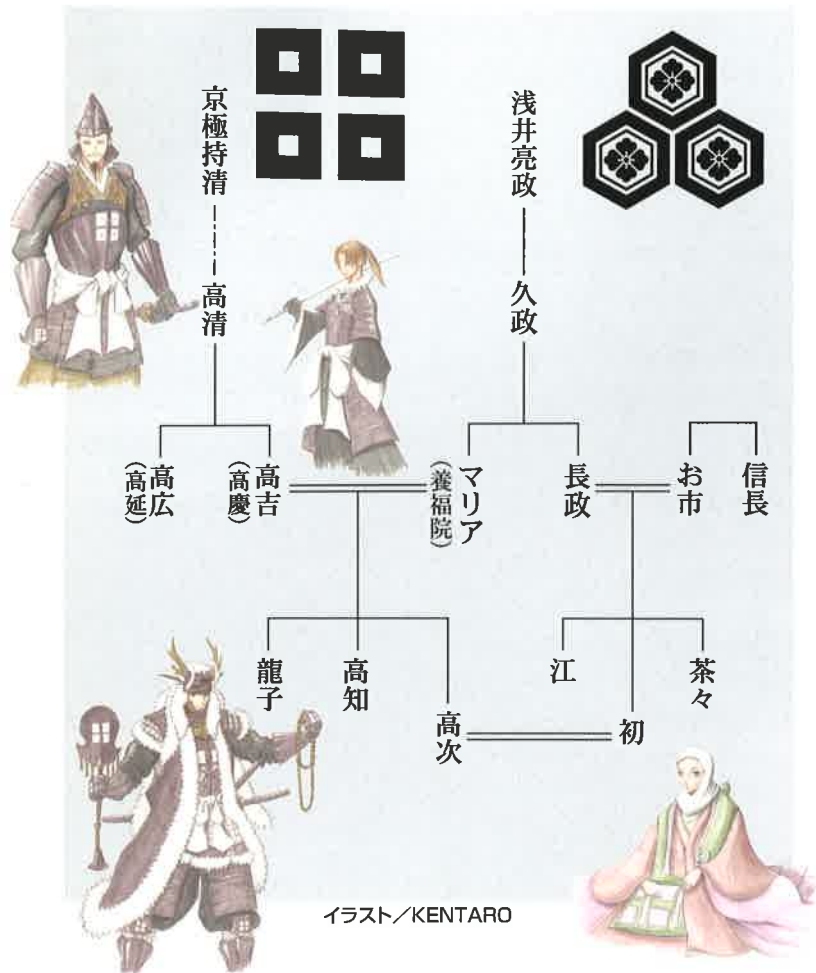 浅井亮政
久政
京極持清
高清
信長
お市
長政
マリア
(養福院)
高吉
(高慶)
高広
(高延)
茶々
初
江
高次
高知
龍子
イラスト／KENTARO